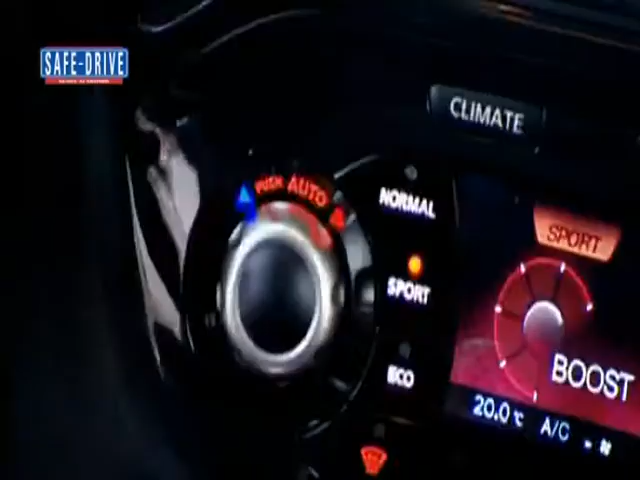 SAFE-DRIVE
CLIMATE
PUSH AUTO
NORMAL
SPORT
SPORT
ECO
BOOST
20.0℃ A/C